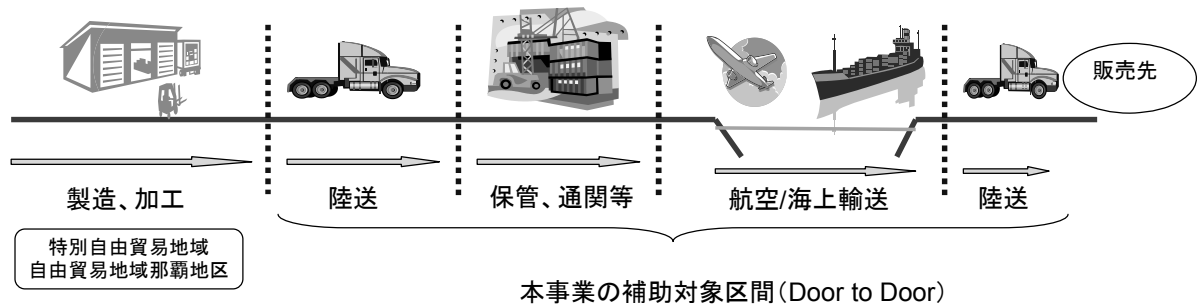 販売先
製造、加工
陸送
保管、通関等
航空/海上輸送
陸送
特別自由貿易地域
自由貿易地域那覇地区
本事業の補助対象区間(Door to Door)